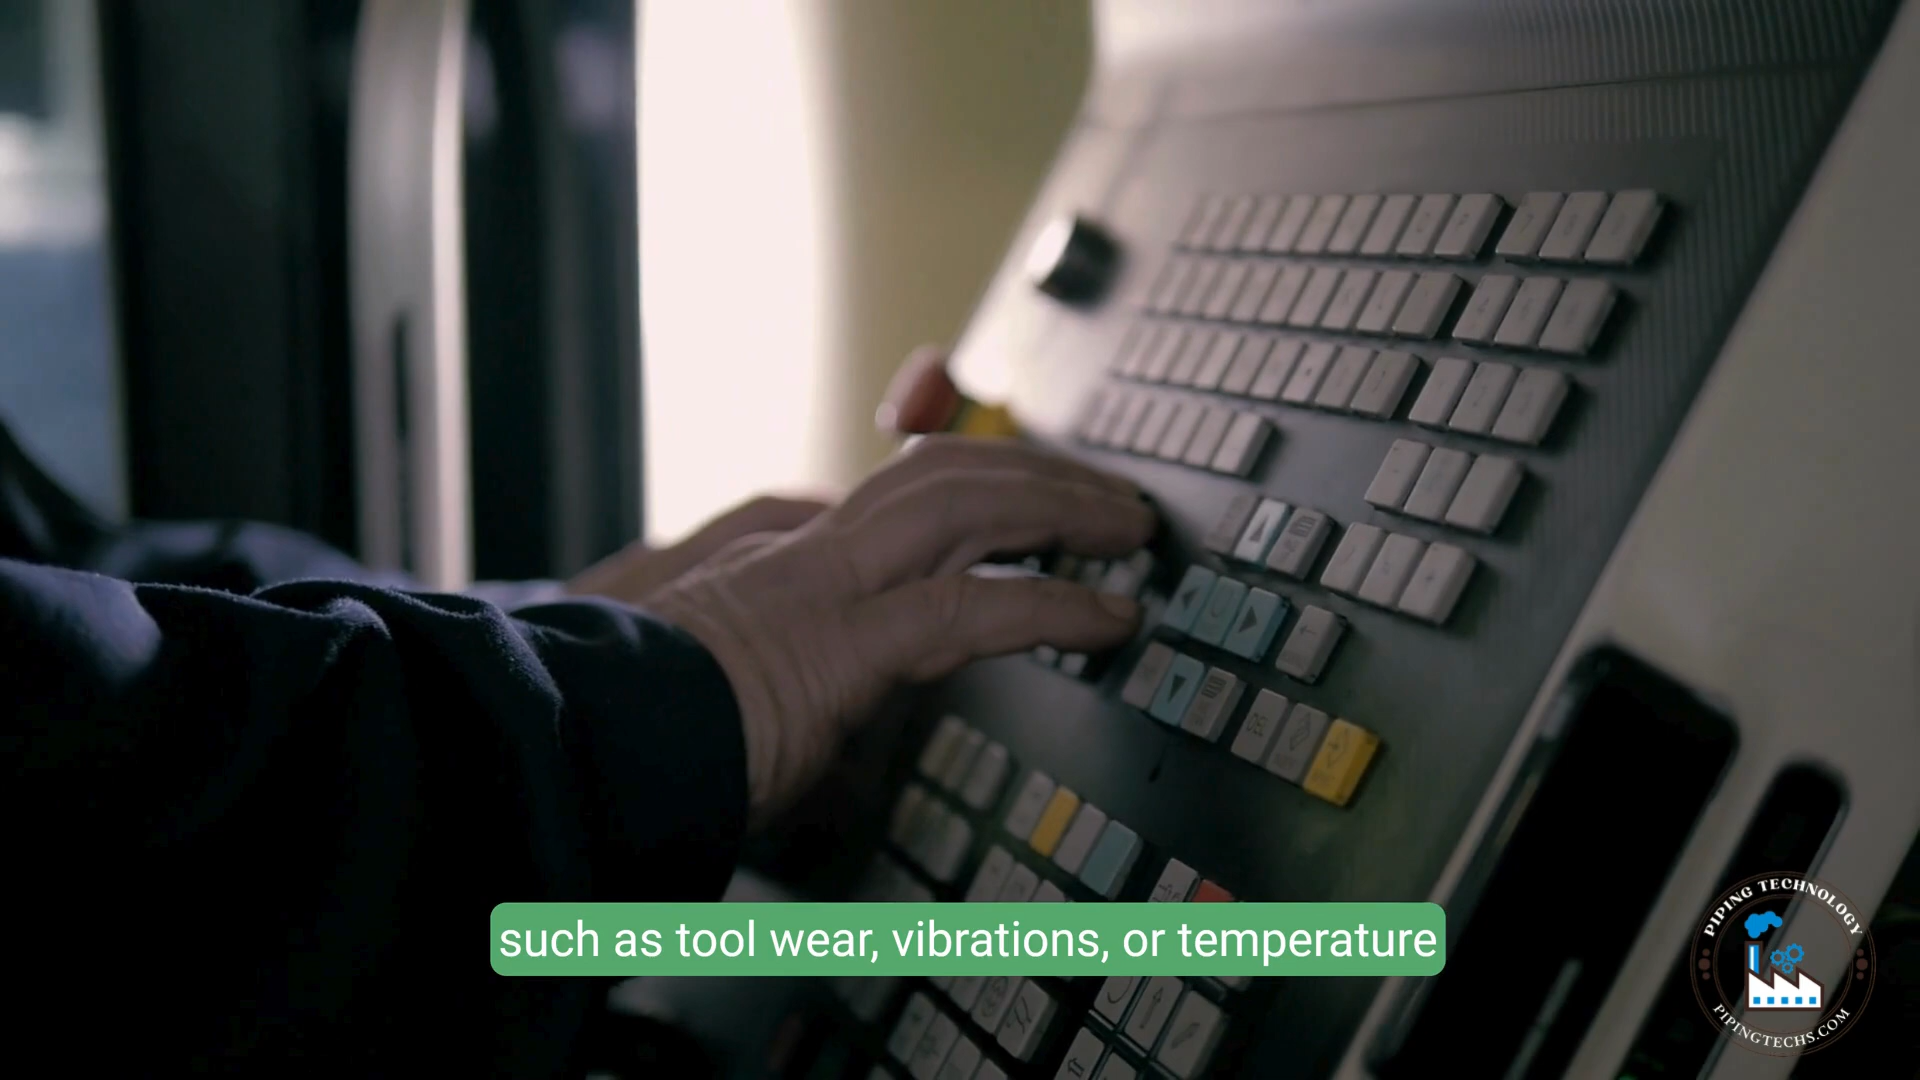 such as tool wear, vibrations, or temperature
PIPING TECHNOLOGY
PIPINGTECHS.COM